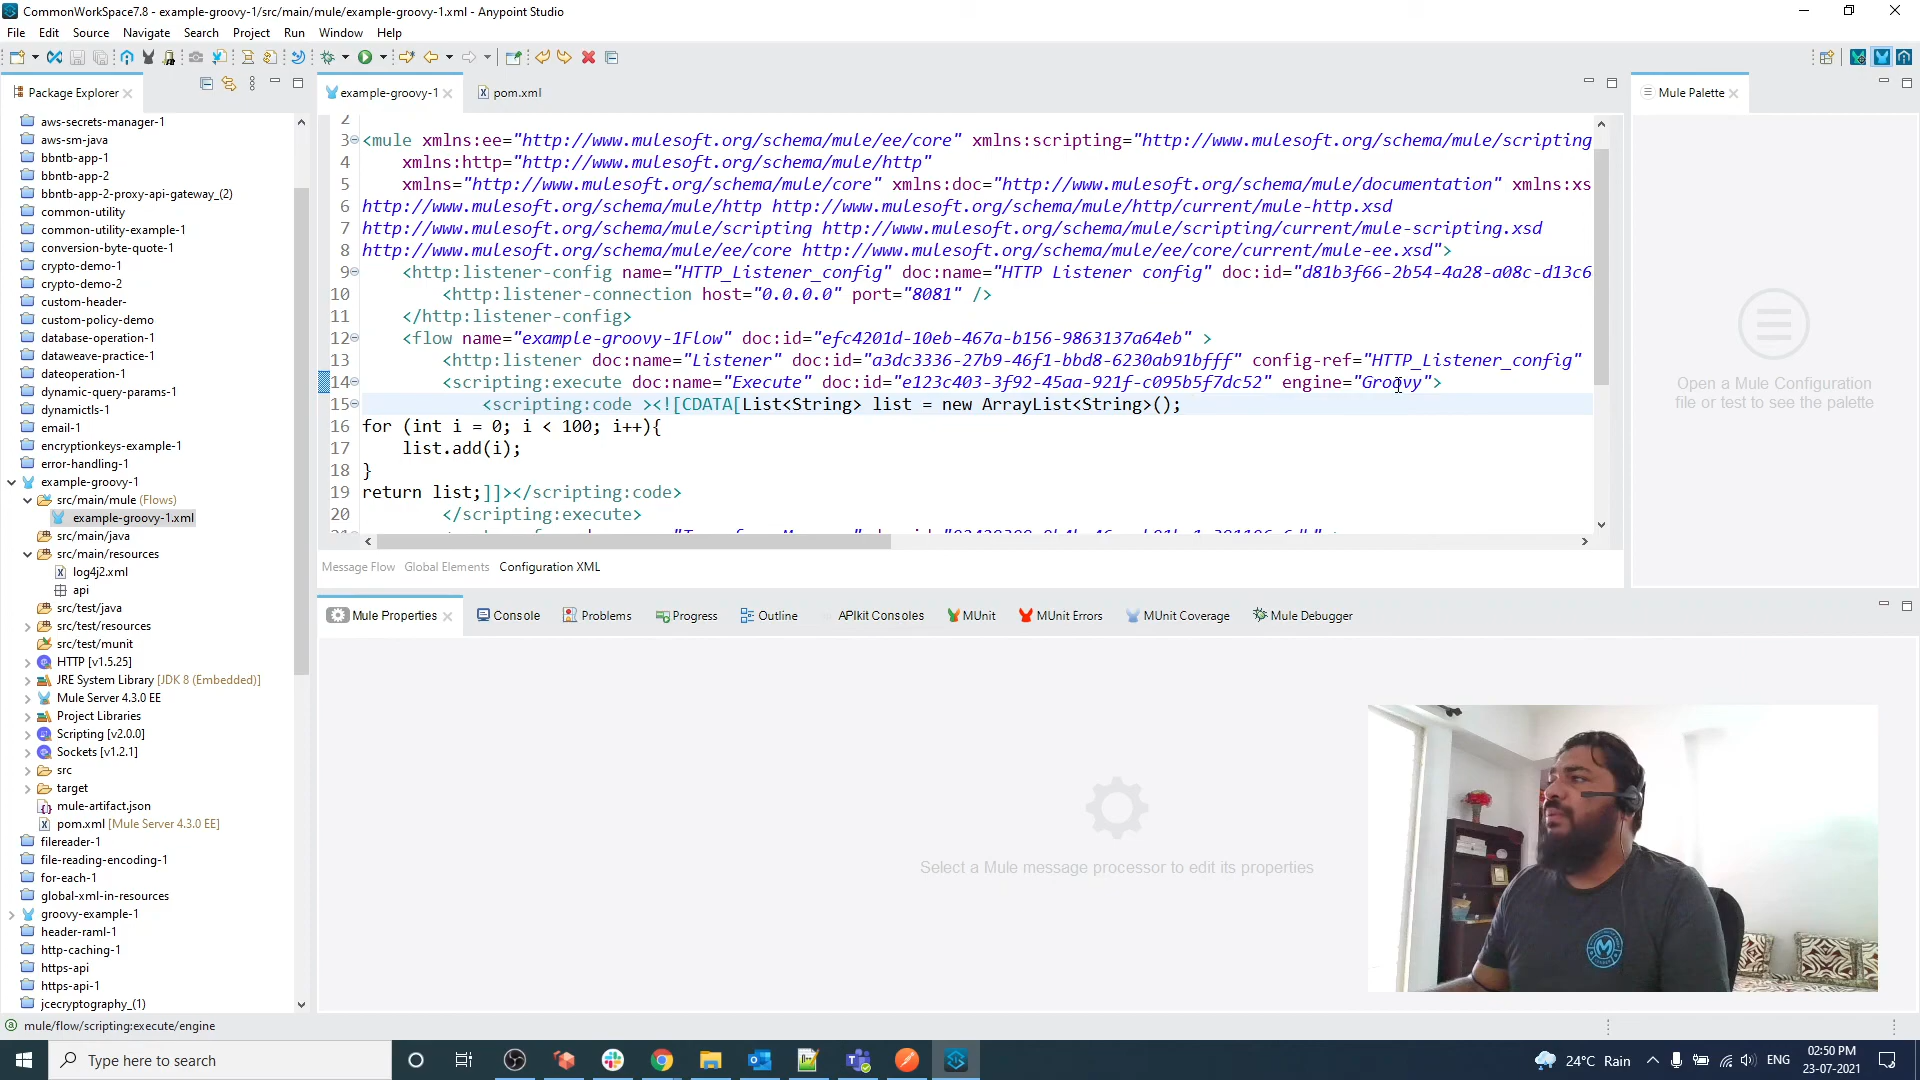 CommonWorkSpace7.8 - example-groovy-1/src/main/mule/example-groovy-1.xml - Anypoint Studio
File Edit Source Navigate Search Project Run Window Help
Package Explorer
example-groovy-1
pom.xml
Mule Palette
aws-secrets-manager-1
aws-sm-java
bbntb-app-1
bbntb-app-2
bbntb-app-2-proxy-api-gateway_(2)
common-utility
common-utility-example-1
conversion-byte-quote-1
crypto-demo-1
crypto-demo-2
custom-header-
custom-policy-demo
database-operation-1
dataweave-practice-1
dateoperation-1
dynamic-query-params-1
dynamictls-1
email-1
encryptionkeys-example-1
error-handling-1
example-groovy-1
src/main/mule (Flows)
example-groovy-1.xml
src/main/java
src/main/resources
log4j2.xml
api
src/test/java
src/test/resources
src/test/munit
HTTP [v1.5.25]
JRE System Library [JDK 8 (Embedded)]
Mule Server 4.3.0 EE
Project Libraries
Scripting [v2.0.0]
Sockets [v1.2.1]
src
target
mule-artifact.json
pom.xml [Mule Server 4.3.0 EE]
filereader-1
file-reading-encoding-1
for-each-1
global-xml-in-resources
groovy-example-1
header-raml-1
http-caching-1
https-api
https-api-1
jcecryptography_(1)
2
3 <mule xmlns:ee="http://www.mulesoft.org/schema/mule/ee/core" xmlns:scripting="http://www.mulesoft.org/schema/mule/scripting
4 xmlns:http="http://www.mulesoft.org/schema/mule/http"
5 xmlns="http://www.mulesoft.org/schema/mule/core" xmlns:doc="http://www.mulesoft.org/schema/mule/documentation" xmlns:xs
6 http://www.mulesoft.org/schema/mule/http http://www.mulesoft.org/schema/mule/http/current/mule-http.xsd
7 http://www.mulesoft.org/schema/mule/scripting http://www.mulesoft.org/schema/mule/scripting/current/mule-scripting.xsd
8 http://www.mulesoft.org/schema/mule/ee/core http://www.mulesoft.org/schema/mule/ee/core/current/mule-ee.xsd">
9 <http:listener-config name="HTTP_Listener_config" doc:name="HTTP Listener config" doc:id="d81b3f66-2b54-4a28-a08c-d13c6
10 <http:listener-connection host="0.0.0.0" port="8081" />
11 </http:listener-config>
12 <flow name="example-groovy-1Flow" doc:id="efc4201d-10eb-467a-b156-9863137a64eb" >
13 <http:listener doc:name="Listener" doc:id="a3dc3336-27b9-46f1-bbd8-6230ab91bfff" config-ref="HTTP_Listener_config"
14 <scripting:execute doc:name="Execute" doc:id="e123c403-3f92-45aa-921f-c095b5f7dc52" engine="Groovy">
15 <scripting:code ><![CDATA[List<String> list = new ArrayList<String>();
16 for (int i = 0; i < 100; i++){
17 list.add(i);
18 }
19 return list;]]></scripting:code>
20 </scripting:execute>
Message Flow Global Elements Configuration XML
Open a Mule Configuration
file or test to see the palette
Mule Properties Console Problems Progress Outline APIkit Consoles MUnit MUnit Errors MUnit Coverage Mule Debugger
Select a Mule message processor to edit its properties
mule/flow/scripting:execute/engine
Type here to search
24°C Rain
ENG
02:50 PM
23-07-2021